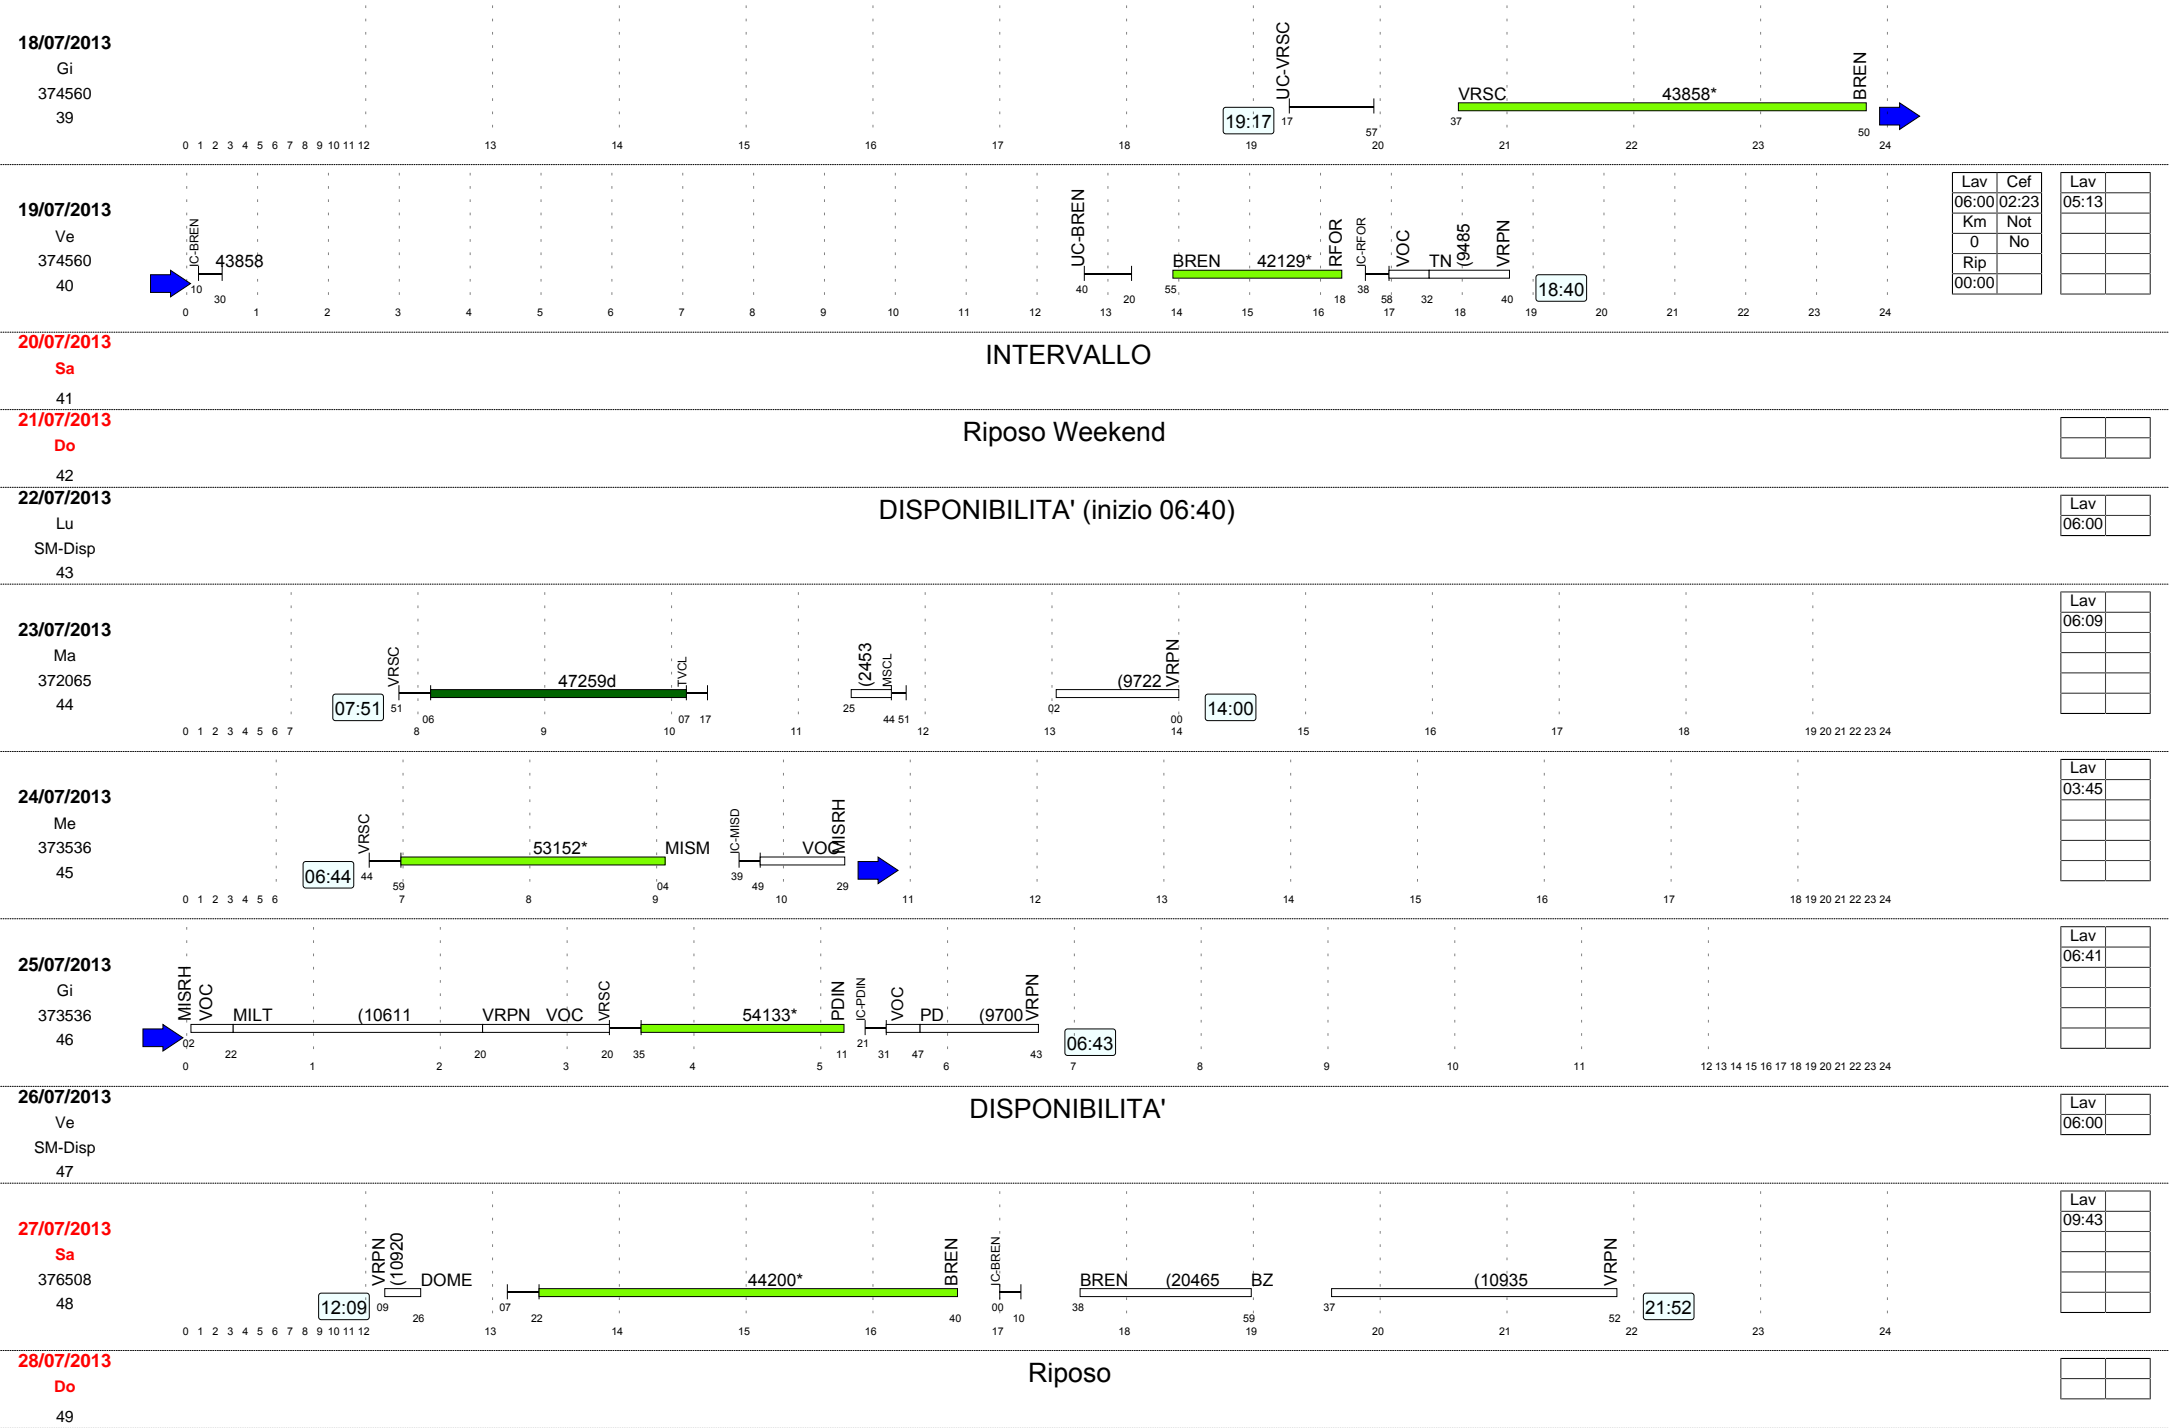 18/07/2013
Gi
374560
39
UC-VRSC
VRSC 43858* BREN
19:17 17 57 37 50
0 1 2 3 4 5 6 7 8 9 10 11 12 13 14 15 16 17 18 19 20 21 22 23 24
19/07/2013
Ve
374560
40
IC-BREN 43858 UC-BREN BREN 42129* RFOR IC-RFOR VOC TN (9485 VRPN
10 30 40 20 55 18 38 58 32 40 18:40
0 1 2 3 4 5 6 7 8 9 10 11 12 13 14 15 16 17 18 19 20 21 22 23 24
Lav Cef Lav
06:00 02:23 05:13
Km Not
0 No
Rip
00:00
20/07/2013
Sa
41
INTERVALLO
21/07/2013
Do
42
Riposo Weekend
22/07/2013
Lu
SM-Disp
43
DISPONIBILITA' (inizio 06:40)
Lav
06:00
23/07/2013
Ma
372065
44
VRSC 47259d TVCL (2453 MSCL (9722 VRPN
07:51 51 06 07 17 25 44 51 02 00 14:00
0 1 2 3 4 5 6 7 8 9 10 11 12 13 14 15 16 17 18 19 20 21 22 23 24
Lav
06:09
24/07/2013
Me
373536
45
VRSC 53152* MISM IC-MISD VOC MISRH
06:44 44 59 04 39 49 29
0 1 2 3 4 5 6 7 8 9 10 11 12 13 14 15 16 17 18 19 20 21 22 23 24
Lav
03:45
25/07/2013
Gi
373536
46
MISRH VOC MILT (10611 VRPN VOC VRSC 54133* PDIN IC-PDIN VOC PD (9700 VRPN
02 22 20 20 35 11 21 31 47 43 06:43
0 1 2 3 4 5 6 7 8 9 10 11 12 13 14 15 16 17 18 19 20 21 22 23 24
Lav
06:41
26/07/2013
Ve
SM-Disp
47
DISPONIBILITA'
Lav
06:00
27/07/2013
Sa
376508
48
VRPN (10920 DOME 44200* BREN IC-BREN BREN (20465 BZ (10935 VRPN
12:09 09 26 07 22 40 00 10 38 59 37 52 21:52
0 1 2 3 4 5 6 7 8 9 10 11 12 13 14 15 16 17 18 19 20 21 22 23 24
Lav
09:43
28/07/2013
Do
49
Riposo